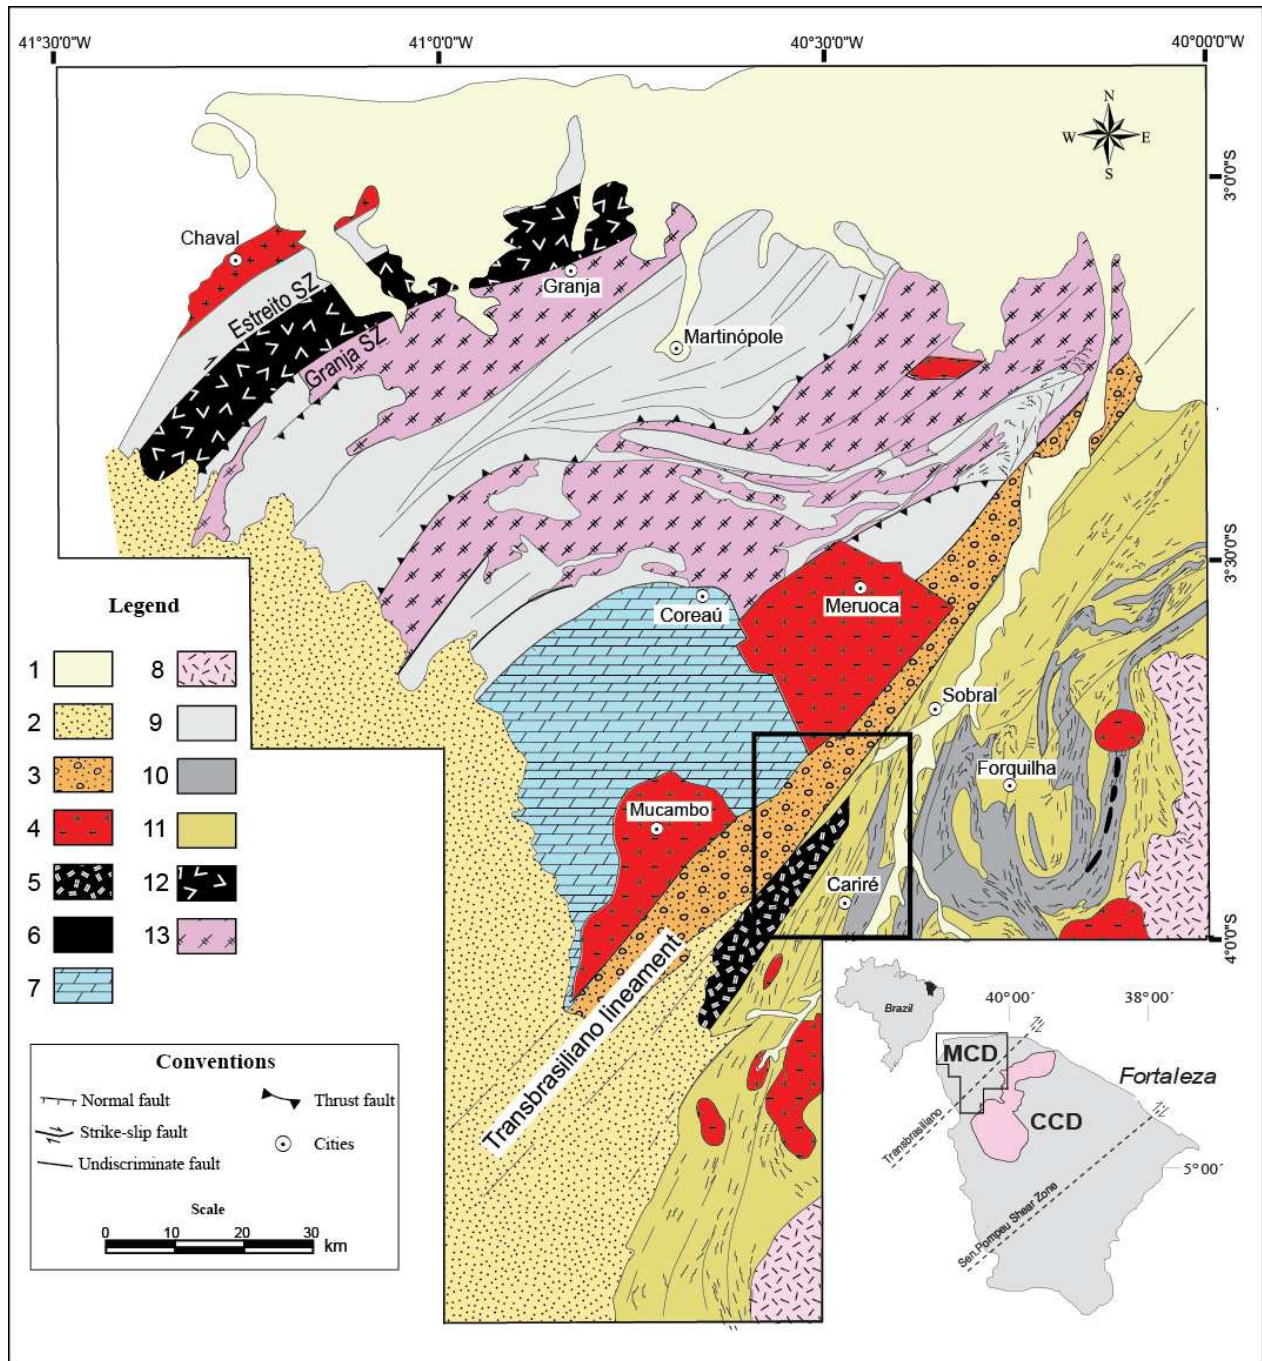 41°30'0"W 41°0'0"W 40°30'0"W 40°00'0"W
N
W E
S
3°0'0"S
Chaval
Estreito SZ
Granja SZ
Granja
Martinópole
3°30'0"S
Coreaú
Meruoca
Sobral
Forquilha
Mucambo
Cariré
4°0'0"S
Transbrasiliano lineament
Legend
1 8
2 9
3 10
4 11
5 12
6 13
7
Conventions
Normal fault
Thrust fault
Strike-slip fault
Cities
Undiscriminate fault
Scale
0 10 20 30
km
Brazil
40°00´ 38°00´
MCD
Fortaleza
CCD
Transbrasiliano
5°00´
Sen.Pompeu Shear Zone